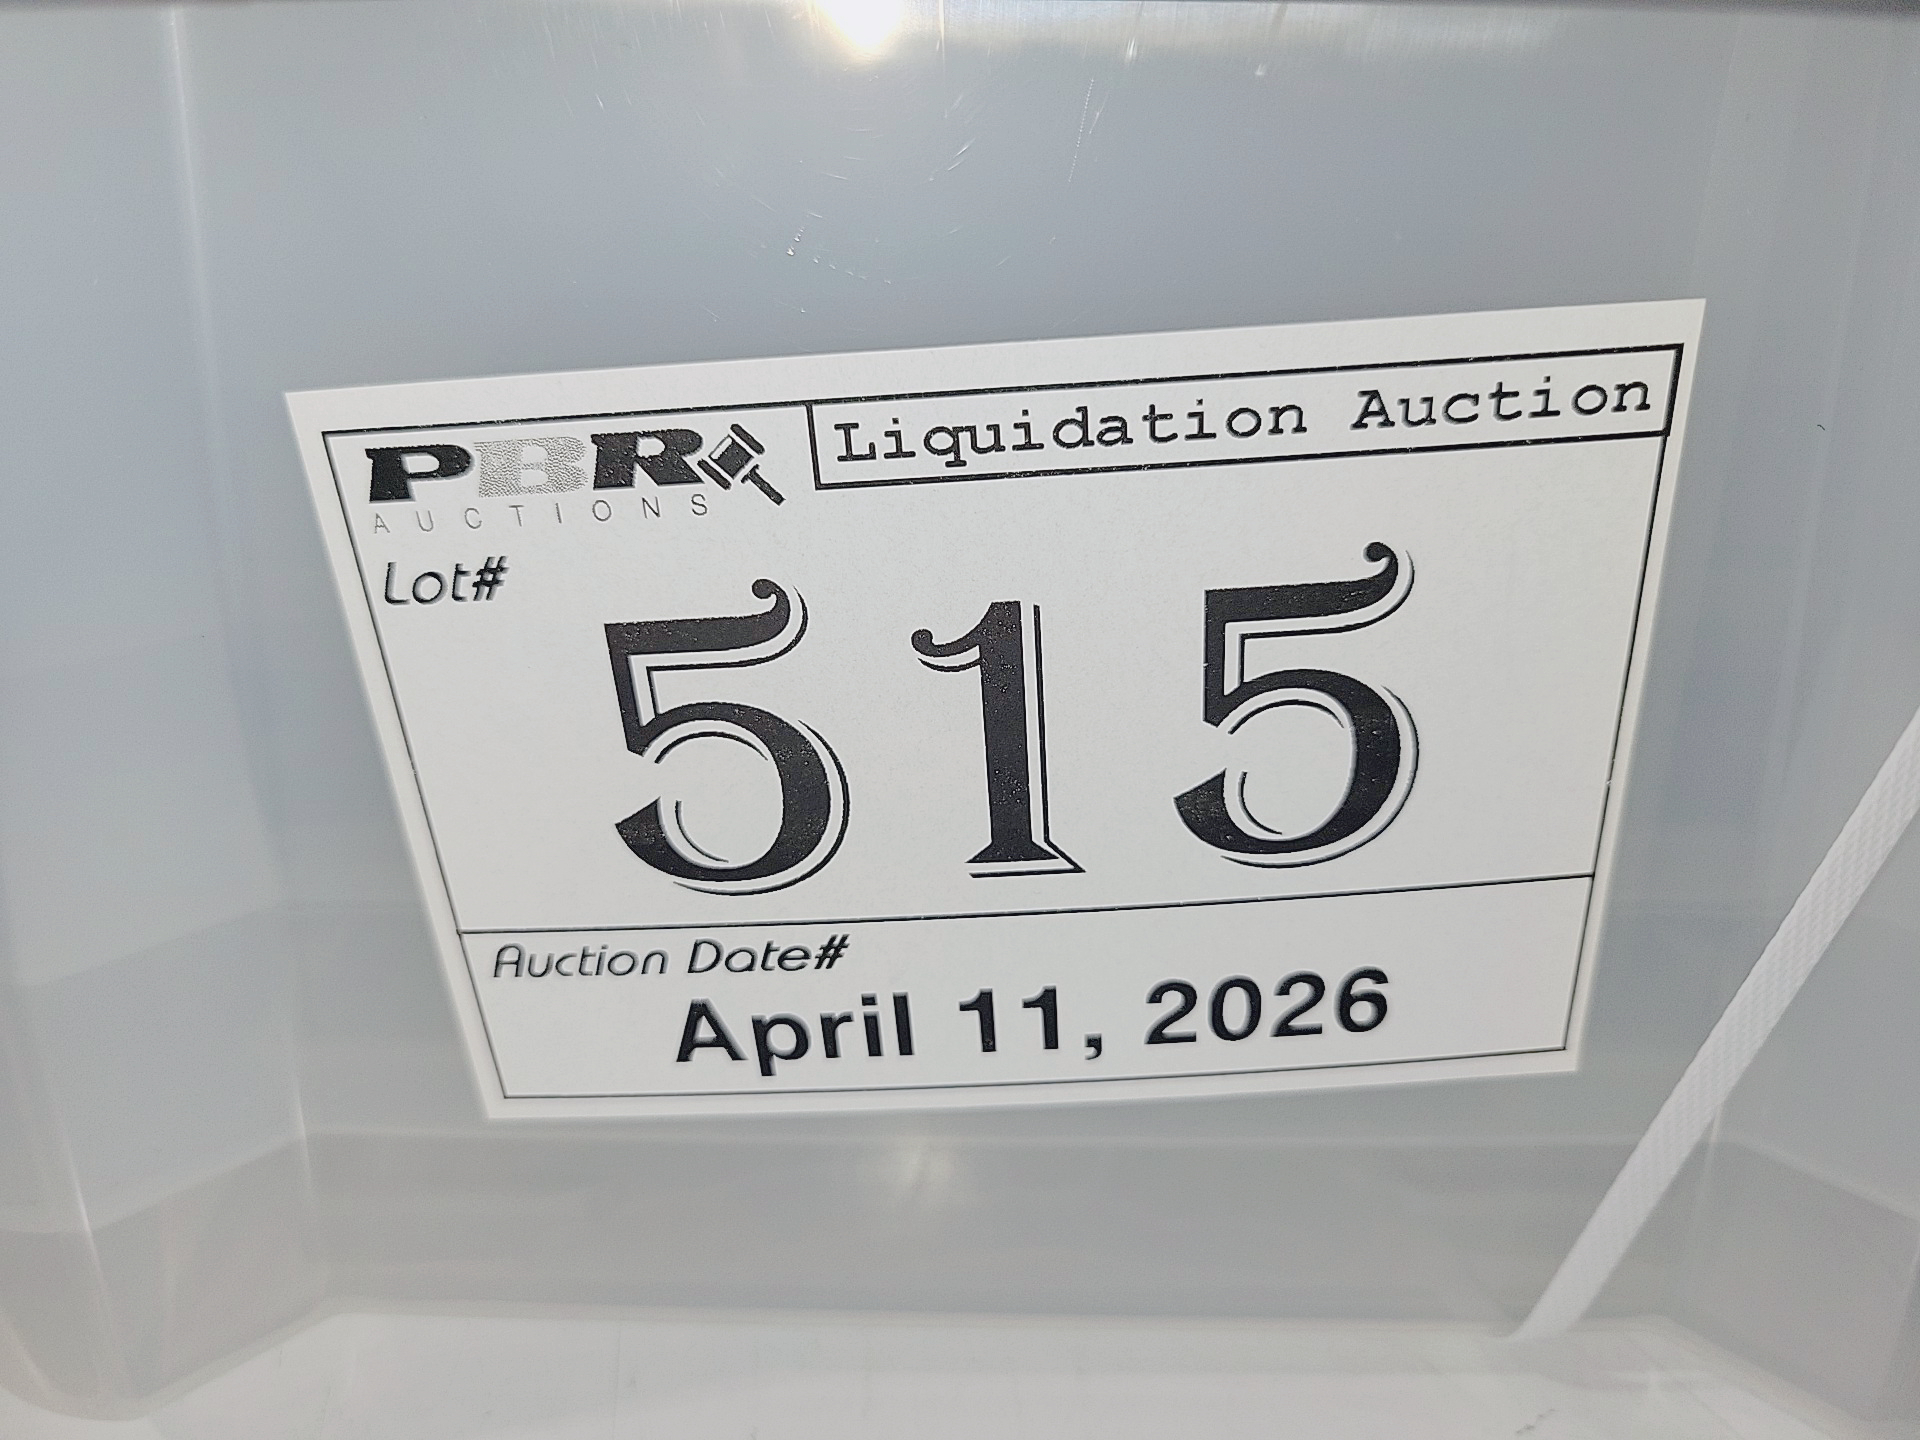 PBR
AUCTIONS
Liquidation Auction
Lot#
515
Auction Date#
April 11, 2026